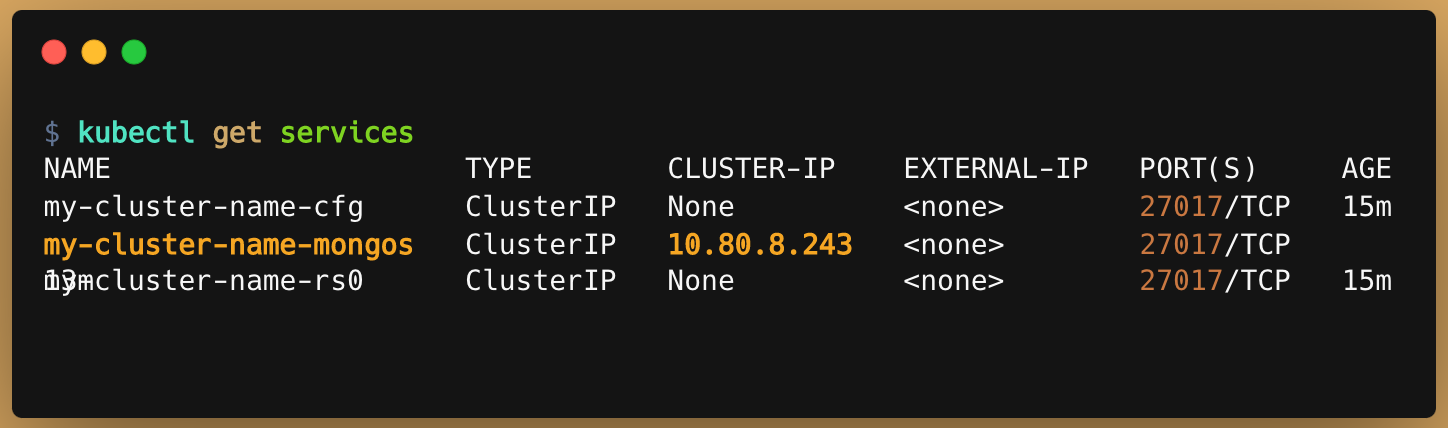 $ kubectl get services
NAME TYPE CLUSTER-IP EXTERNAL-IP PORT(S) AGE
my-cluster-name-cfg ClusterIP None <none> 27017/TCP 15m
my-cluster-name-mongos ClusterIP 10.80.8.243 <none> 27017/TCP
13m
my-cluster-name-rs0 ClusterIP None <none> 27017/TCP 15m